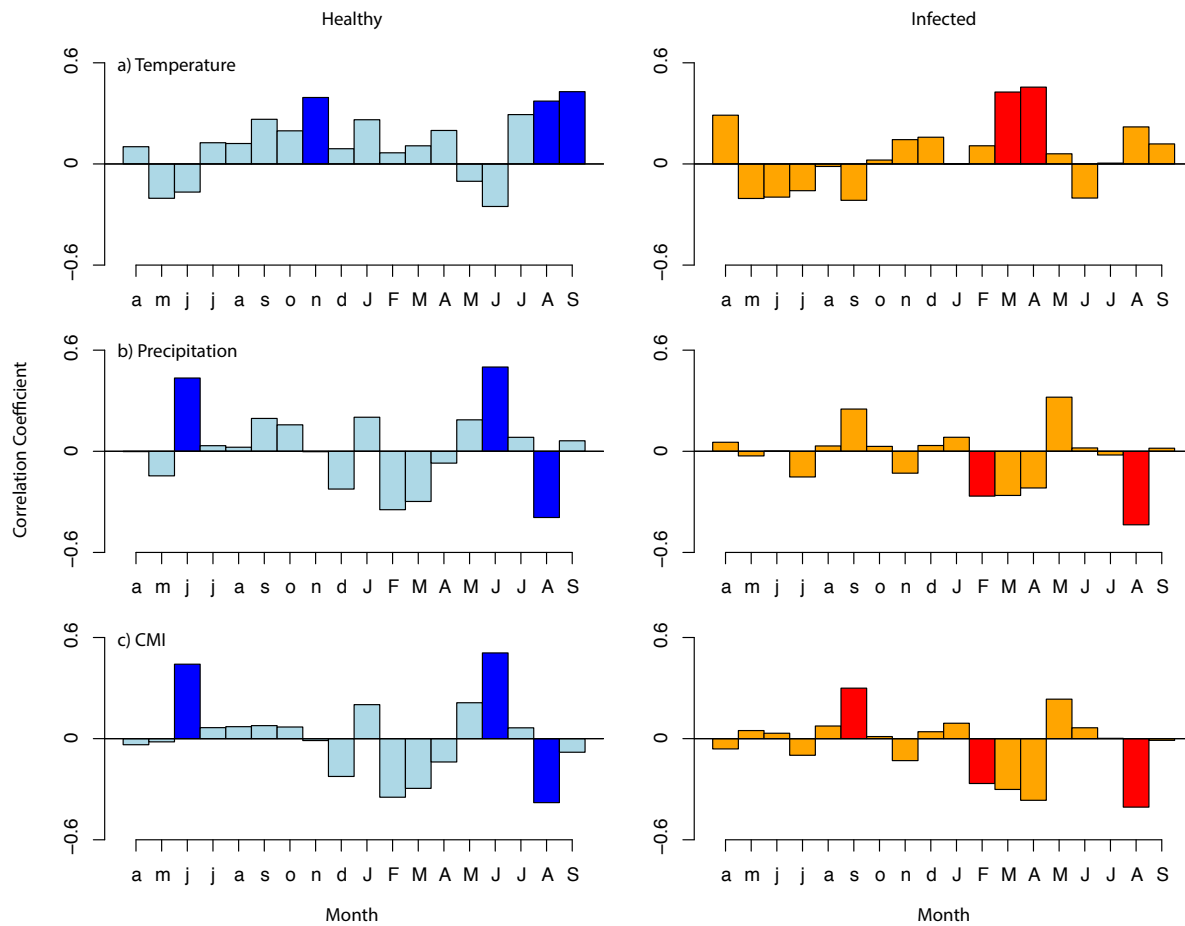 Healthy
Infected
a) Temperature
0.6
0
−0.6
a m j j a s o n d J F M A M J J A S
0.6
0
−0.6
a m j j a s o n d J F M A M J J A S
Correlation Coefficient
b) Precipitation
0.6
0
−0.6
a m j j a s o n d J F M A M J J A S
0.6
0
−0.6
a m j j a s o n d J F M A M J J A S
c) CMI
0.6
0
−0.6
a m j j a s o n d J F M A M J J A S
Month
0.6
0
−0.6
a m j j a s o n d J F M A M J J A S
Month